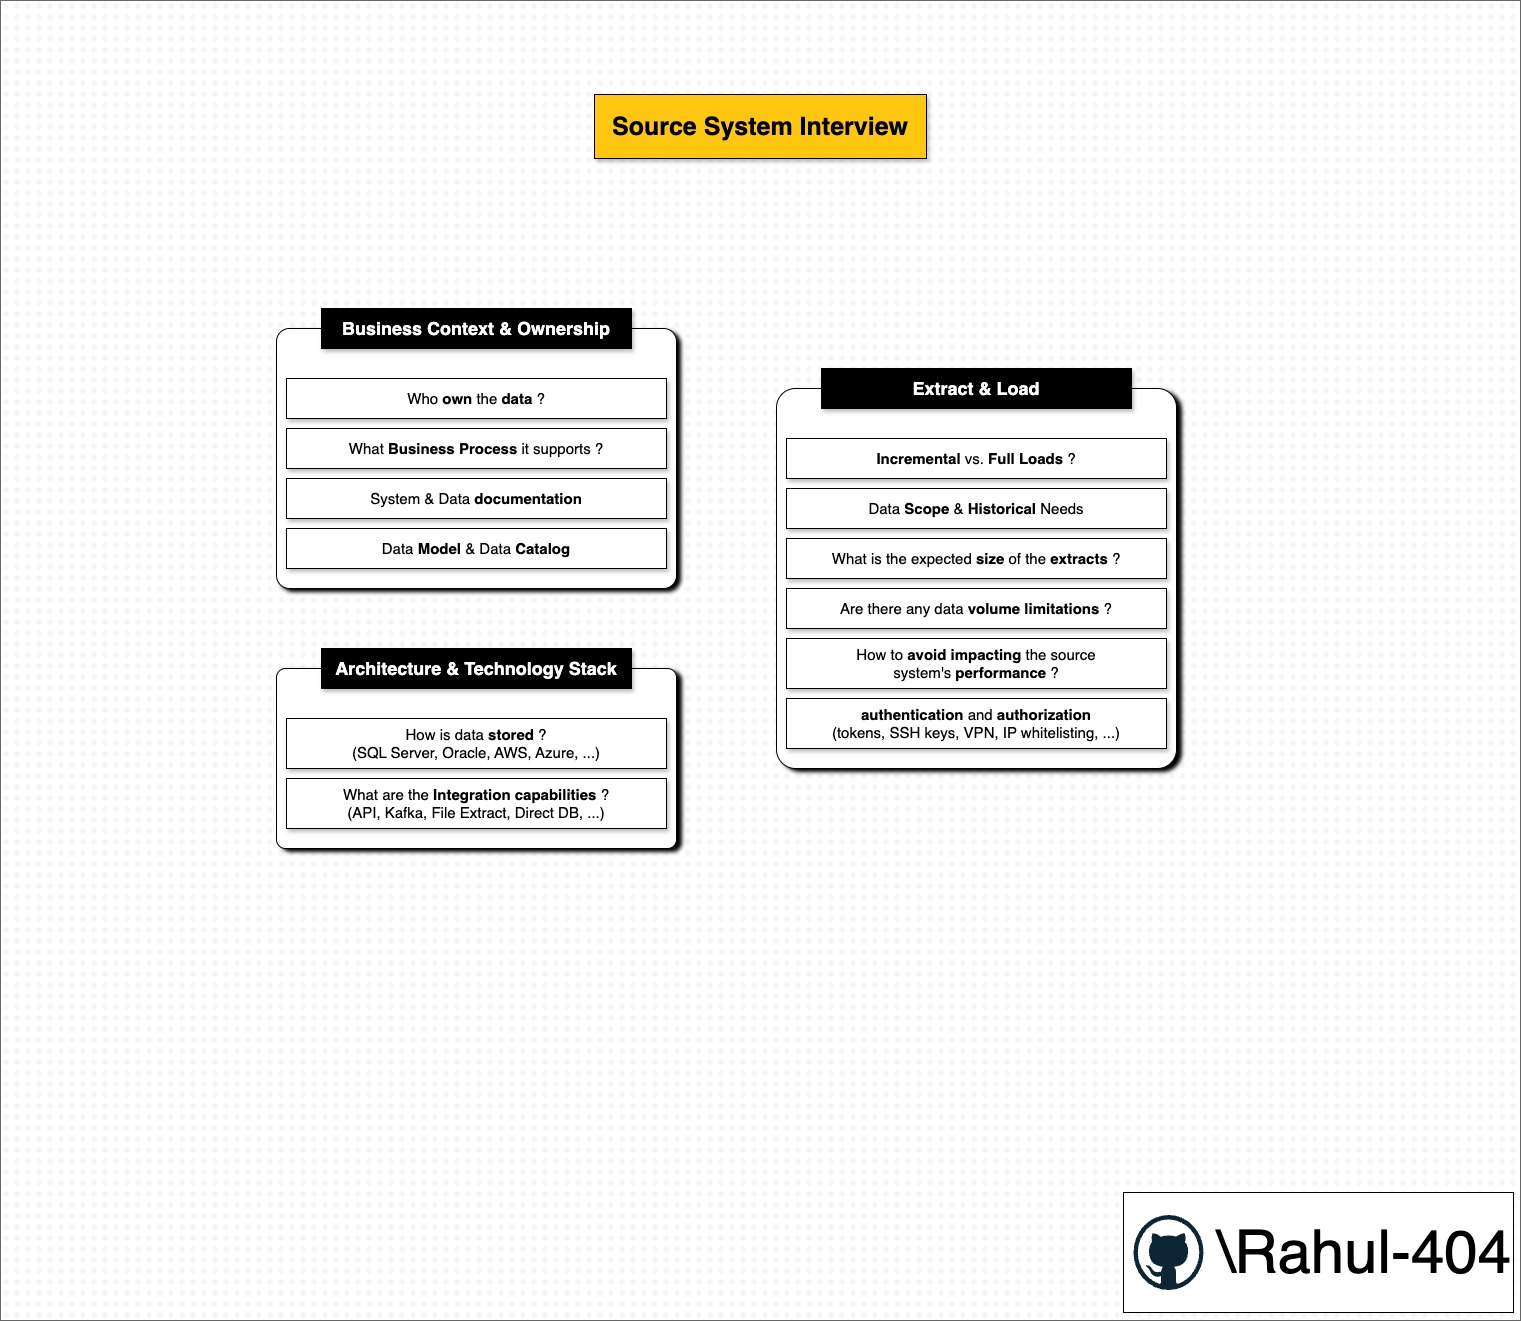 Source System Interview
Business Context & Ownership
Who own the data ?
What Business Process it supports ?
System & Data documentation
Data Model & Data Catalog
Architecture & Technology Stack
How is data stored ?
(SQL Server, Oracle, AWS, Azure, ...)
What are the Integration capabilities ?
(API, Kafka, File Extract, Direct DB, ...)
Extract & Load
Incremental vs. Full Loads ?
Data Scope & Historical Needs
What is the expected size of the extracts ?
Are there any data volume limitations ?
How to avoid impacting the source
system's performance ?
authentication and authorization
(tokens, SSH keys, VPN, IP whitelisting, ...)
\Rahul-404